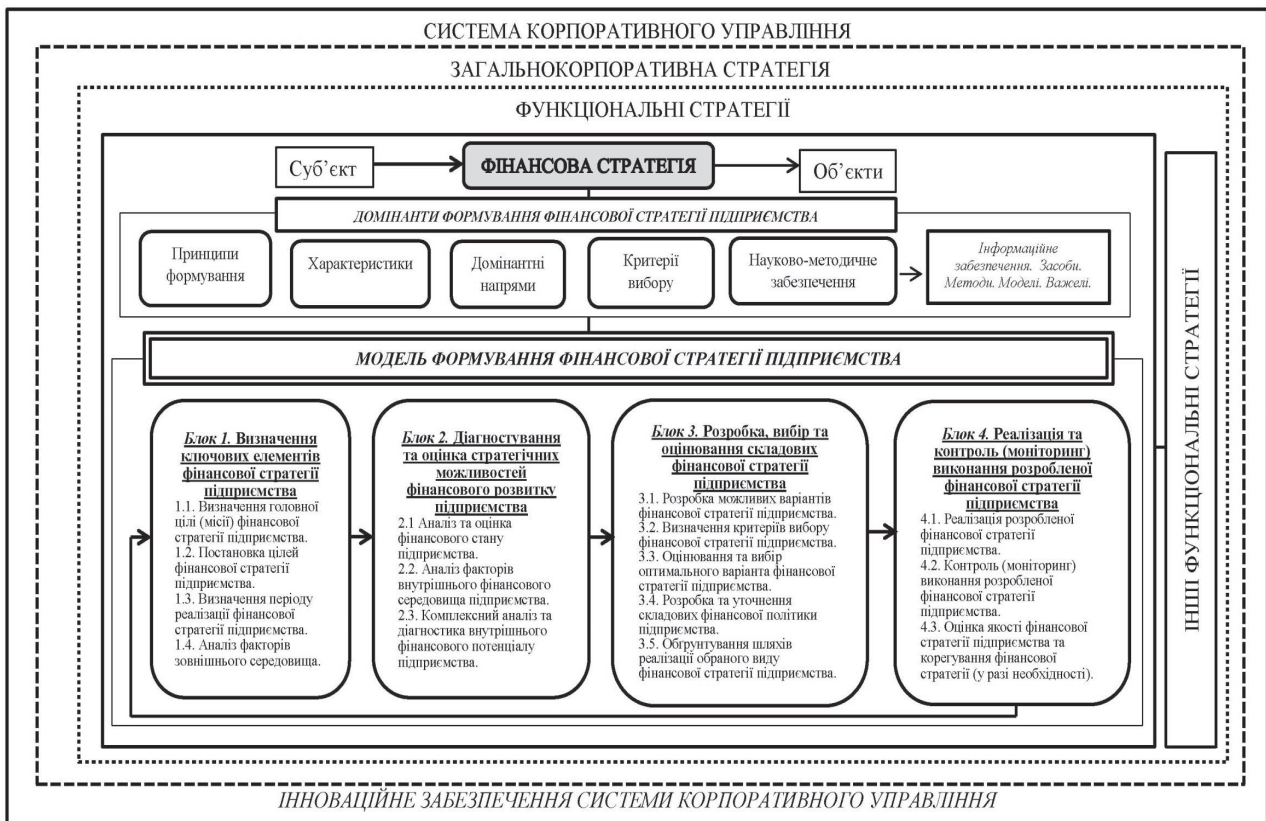 СИСТЕМА КОРПОРАТИВНОГО УПРАВЛІННЯ
ЗАГАЛЬНОКОРПОРАТИВНА СТРАТЕГІЯ
ФУНКЦІОНАЛЬНІ СТРАТЕГІЇ
Суб’єкт
ФІНАНСОВА СТРАТЕГІЯ
Об’єкти
ДОМІНАНТИ ФОРМУВАННЯ ФІНАНСОВОЇ СТРАТЕГІЇ ПІДПРИЄМСТВА
Принципи
формування
Характеристики
Домінантні
напрями
Критерії
вибору
Науково-методичне
забезпечення
Інформаційне
забезпечення. Засоби.
Методи. Моделі. Важелі.
МОДЕЛЬ ФОРМУВАННЯ ФІНАНСОВОЇ СТРАТЕГІЇ ПІДПРИЄМСТВА
Блок 1. Визначення
ключових елементів
фінансової стратегії
підприємства
1.1. Визначення головної
цілі (місії) фінансової
стратегії підприємства.
1.2. Постановка цілей
фінансової стратегії
підприємства.
1.3. Визначення періоду
реалізації фінансової
стратегії підприємства.
1.4. Аналіз факторів
зовнішнього середовища.
Блок 2. Діагностування
та оцінка стратегічних
можливостей
фінансового розвитку
підприємства
2.1 Аналіз та оцінка
фінансового стану
підприємства.
2.2. Аналіз факторів
внутрішнього фінансового
середовища підприємства.
2.3. Комплексний аналіз та
діагностика внутрішнього
фінансового потенціалу
підприємства.
Блок 3. Розробка, вибір та
оцінювання складових
фінансової стратегії
підприємства
3.1. Розробка можливих варіантів
фінансової стратегії підприємства.
3.2. Визначення критеріїв вибору
фінансової стратегії підприємства.
3.3. Оцінювання та вибір
оптимального варіанта фінансової
стратегії підприємства.
3.4. Розробка та уточнення
складових фінансової політики
підприємства.
3.5. Обґрунтування шляхів
реалізації обраного виду
фінансової стратегії підприємства.
Блок 4. Реалізація та
контроль (моніторинг)
виконання розробленої
фінансової стратегії
підприємства
4.1. Реалізація розробленої
фінансової стратегії
підприємства.
4.2. Контроль (моніторинг)
виконання розробленої
фінансової стратегії
підприємства.
4.3. Оцінка якості фінансової
стратегії підприємства та
корегування фінансової
стратегії (у разі необхідності).
ІНШІ ФУНКЦІОНАЛЬНІ СТРАТЕГІЇ
ІННОВАЦІЙНЕ ЗАБЕЗПЕЧЕННЯ СИСТЕМИ КОРПОРАТИВНОГО УПРАВЛІННЯ